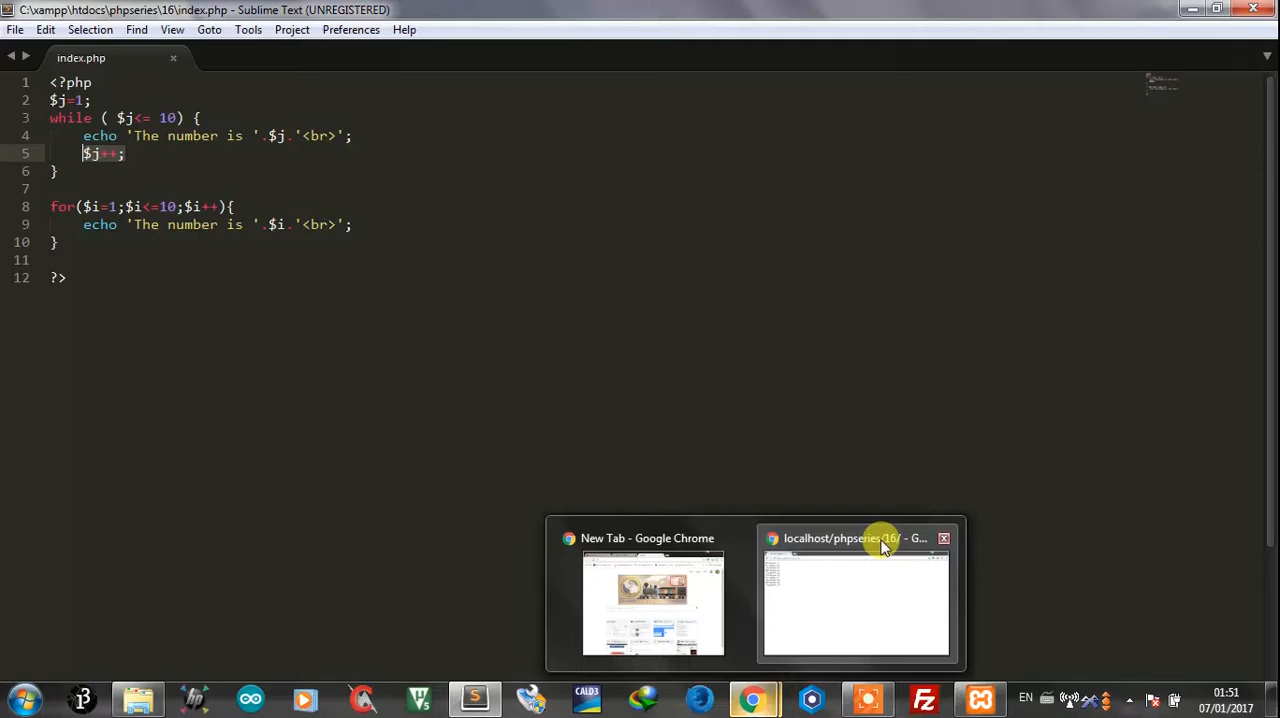 C:\xampp\htdocs\phpseries\16\index.php - Sublime Text (UNREGISTERED)
File Edit Selection Find View Goto Tools Project Preferences Help
index.php
1 <?php
2 $j=1;
3 while ( $j<= 10) {
4 echo 'The number is '.$j.'<br>';
5 $j++;
6 }
7
8 for($i=1;$i<=10;$i++){
9 echo 'The number is '.$i.'<br>';
10 }
11
12 ?>
New Tab - Google Chrome
localhost/phpseries/16/ - G...
CALD3
EN
01:51
07/01/2017